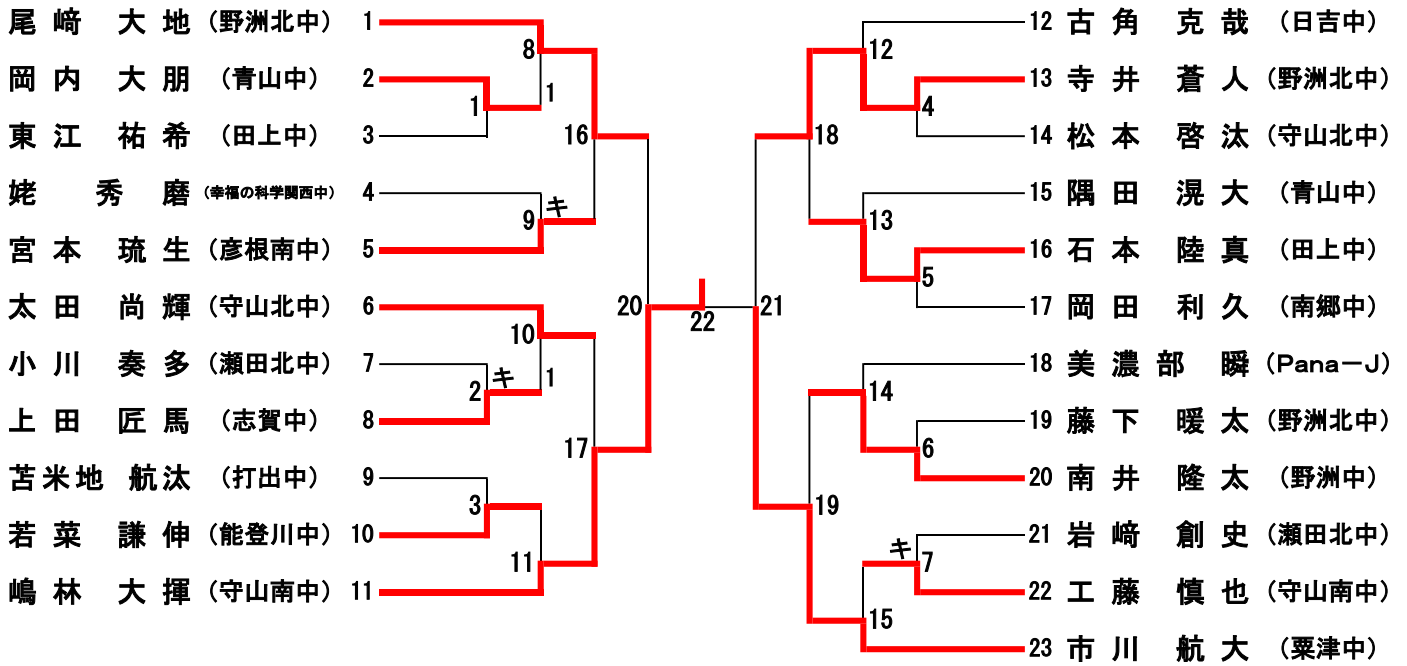 尾﨑 大地 (野洲北中) 1
岡内 大朋 (青山中) 2
東江 祐希 (田上中) 3
姥 秀磨 (幸福の科学関西中) 4
宮本 琉生 (彦根南中) 5
太田 尚輝 (守山北中) 6
小川 奏多 (瀬田北中) 7
上田 匠馬 (志賀中) 8
苫米地 航汰 (打出中) 9
若菜 謙伸 (能登川中) 10
嶋林 大揮 (守山南中) 11
8
1
1
16
9
キ
10
2
キ
1
17
3
11
20
22
21
12
4
18
13
5
14
6
19
キ
7
15
12 古角 克哉 (日吉中)
13 寺井 蒼人 (野洲北中)
14 松本 啓汰 (守山北中)
15 隅田 滉大 (青山中)
16 石本 陸真 (田上中)
17 岡田 利久 (南郷中)
18 美濃部 瞬 (Pana－J)
19 藤下 暖太 (野洲北中)
20 南井 隆太 (野洲中)
21 岩﨑 創史 (瀬田北中)
22 工藤 慎也 (守山南中)
23 市川 航大 (粟津中)